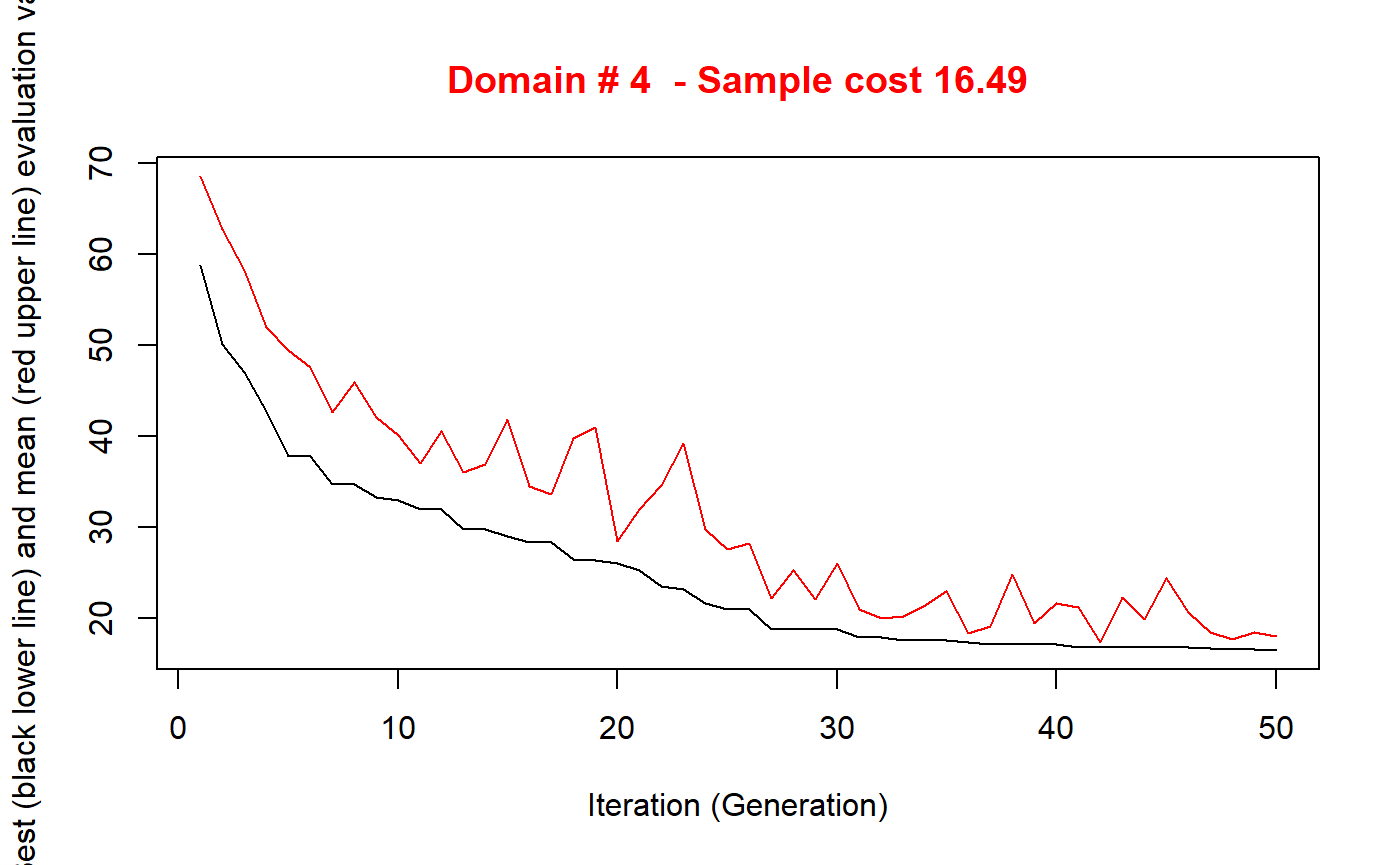 Domain # 4  - Sample cost 16.49
est (black lower line) and mean (red upper line) evaluation va
70
60
50
40
30
20
0 10 20 30 40 50
Iteration (Generation)